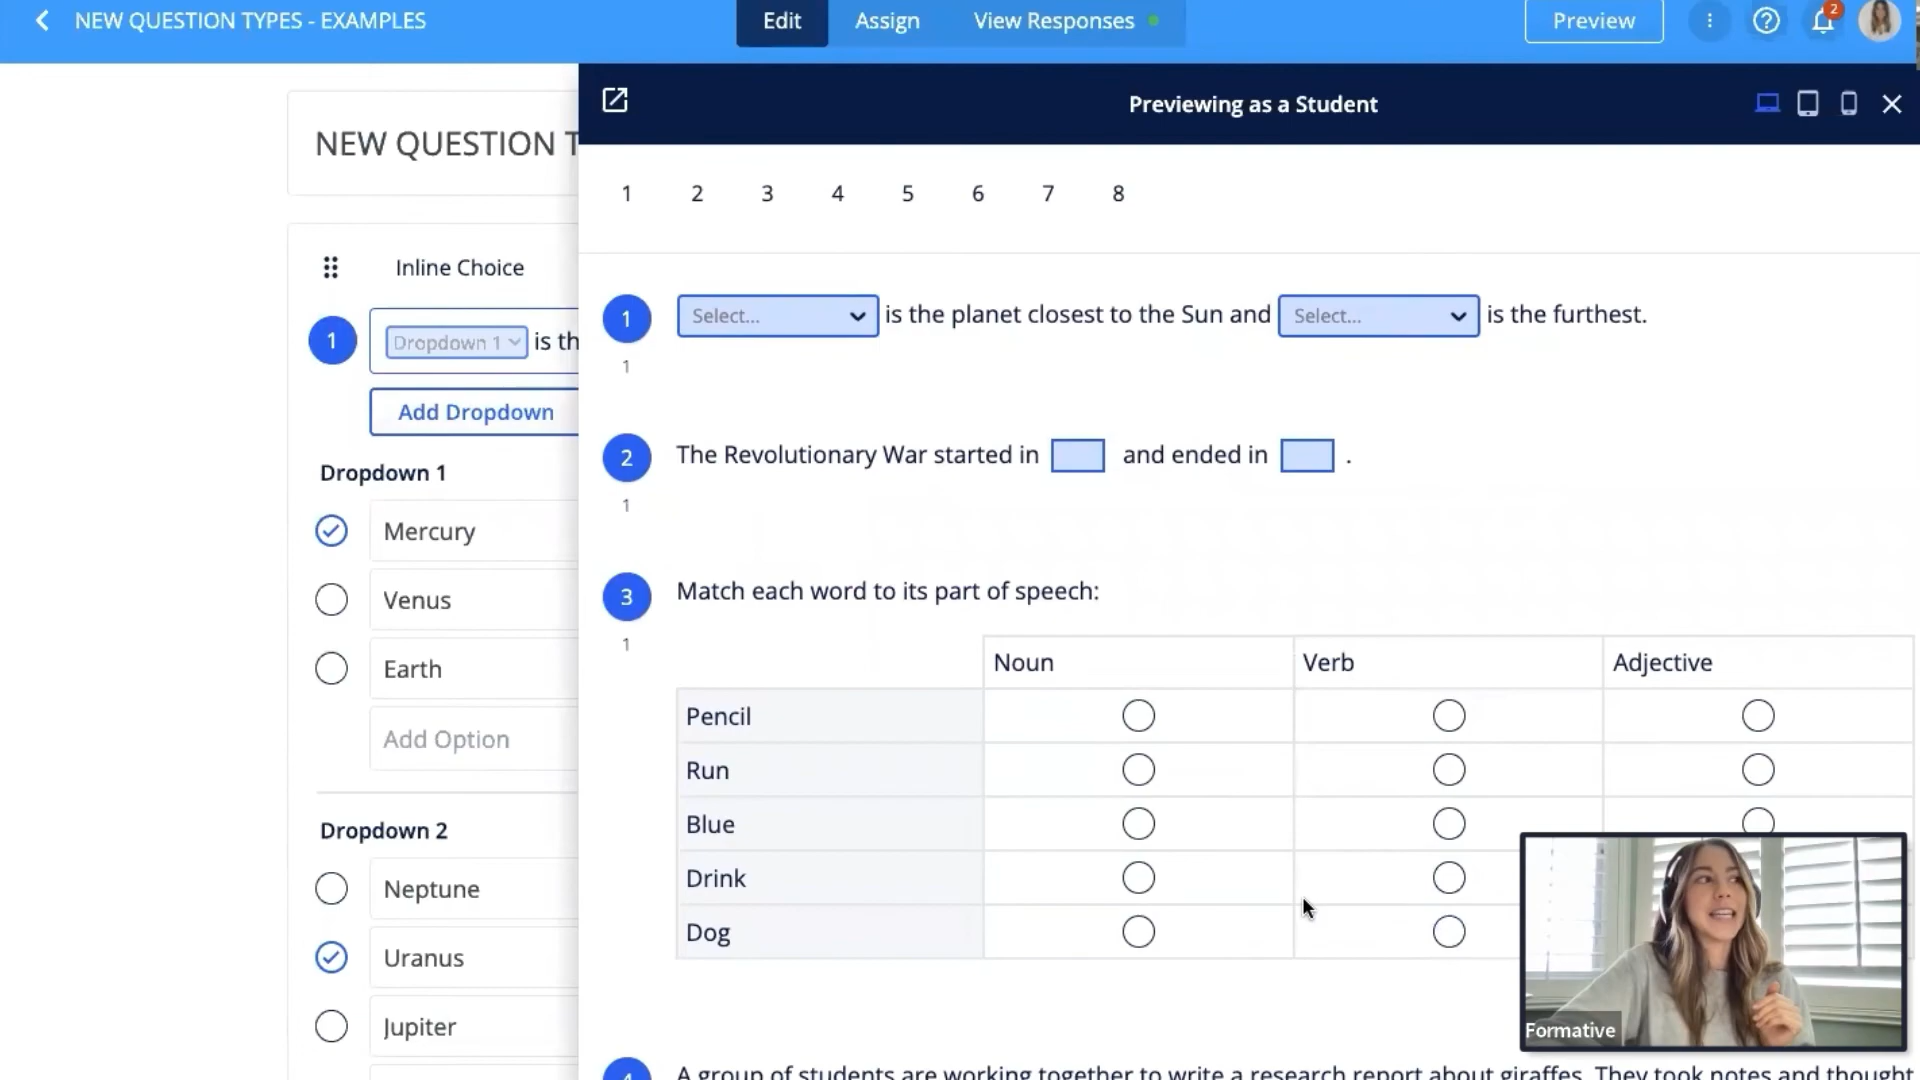 NEW QUESTION TYPES - EXAMPLES
Edit
Assign
View Responses
Preview
2
NEW QUESTION T
Inline Choice
1
Dropdown 1
is th
Add Dropdown
Dropdown 1
Mercury
Venus
Earth
Add Option
Dropdown 2
Neptune
Uranus
Jupiter
Previewing as a Student
1 2 3 4 5 6 7 8
1 Select... is the planet closest to the Sun and Select... is the furthest.
1
2 The Revolutionary War started in and ended in .
1
3 Match each word to its part of speech:
1
Noun Verb Adjective
Pencil
Run
Blue
Drink
Dog
4 A group of students are working together to write a research report about giraffes. They took notes and thought
Formative